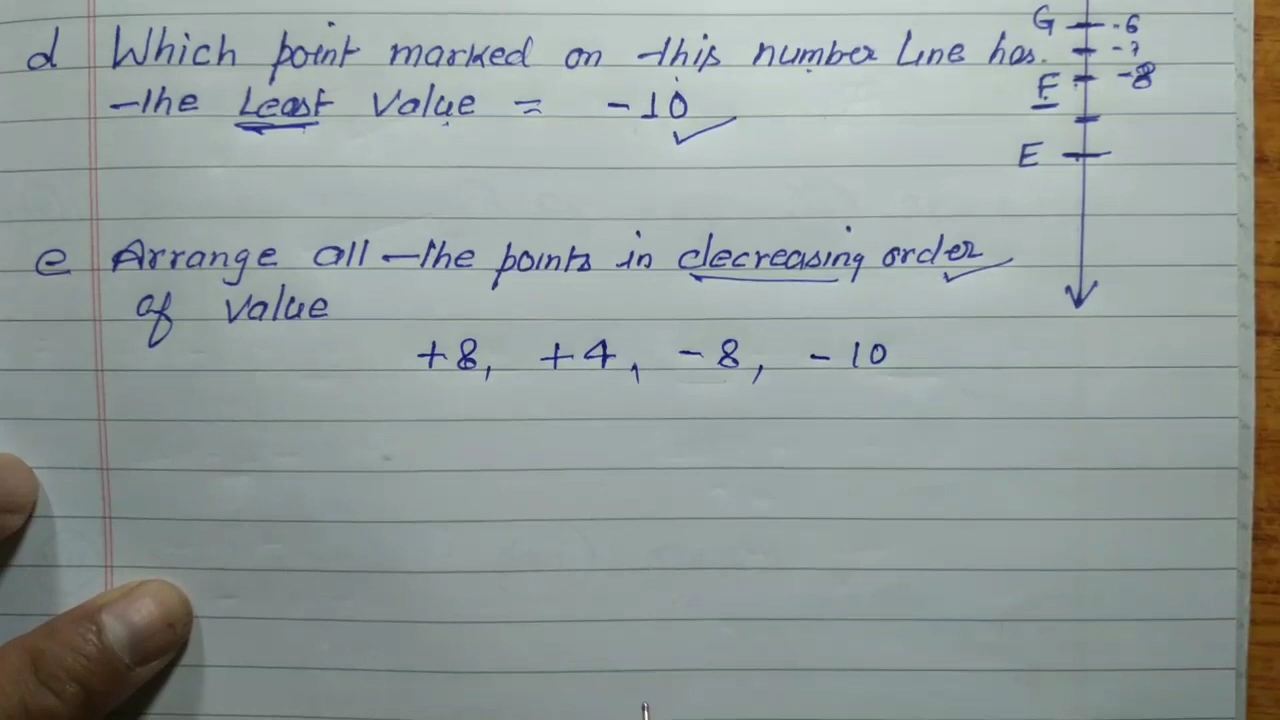 d Which point marked on this number Line has.
the Least Value = -10
e Arrange all the points in decreasing order
of Value
+8, +4, -8, -10
G -6
-7
F -8
E